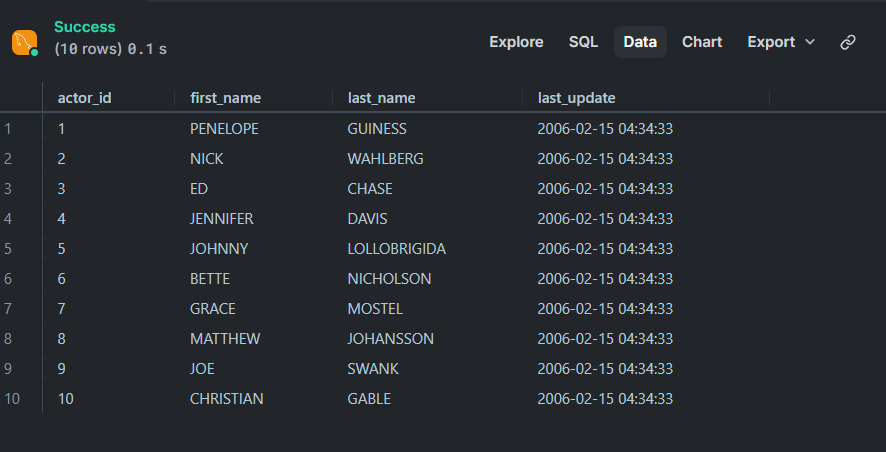 Success
(10 rows) 0.1 s
Explore SQL Data Chart Export
actor_id first_name last_name last_update
1 1 PENELOPE GUINESS 2006-02-15 04:34:33
2 2 NICK WAHLBERG 2006-02-15 04:34:33
3 3 ED CHASE 2006-02-15 04:34:33
4 4 JENNIFER DAVIS 2006-02-15 04:34:33
5 5 JOHNNY LOLLOBRIGIDA 2006-02-15 04:34:33
6 6 BETTE NICHOLSON 2006-02-15 04:34:33
7 7 GRACE MOSTEL 2006-02-15 04:34:33
8 8 MATTHEW JOHANSSON 2006-02-15 04:34:33
9 9 JOE SWANK 2006-02-15 04:34:33
10 10 CHRISTIAN GABLE 2006-02-15 04:34:33